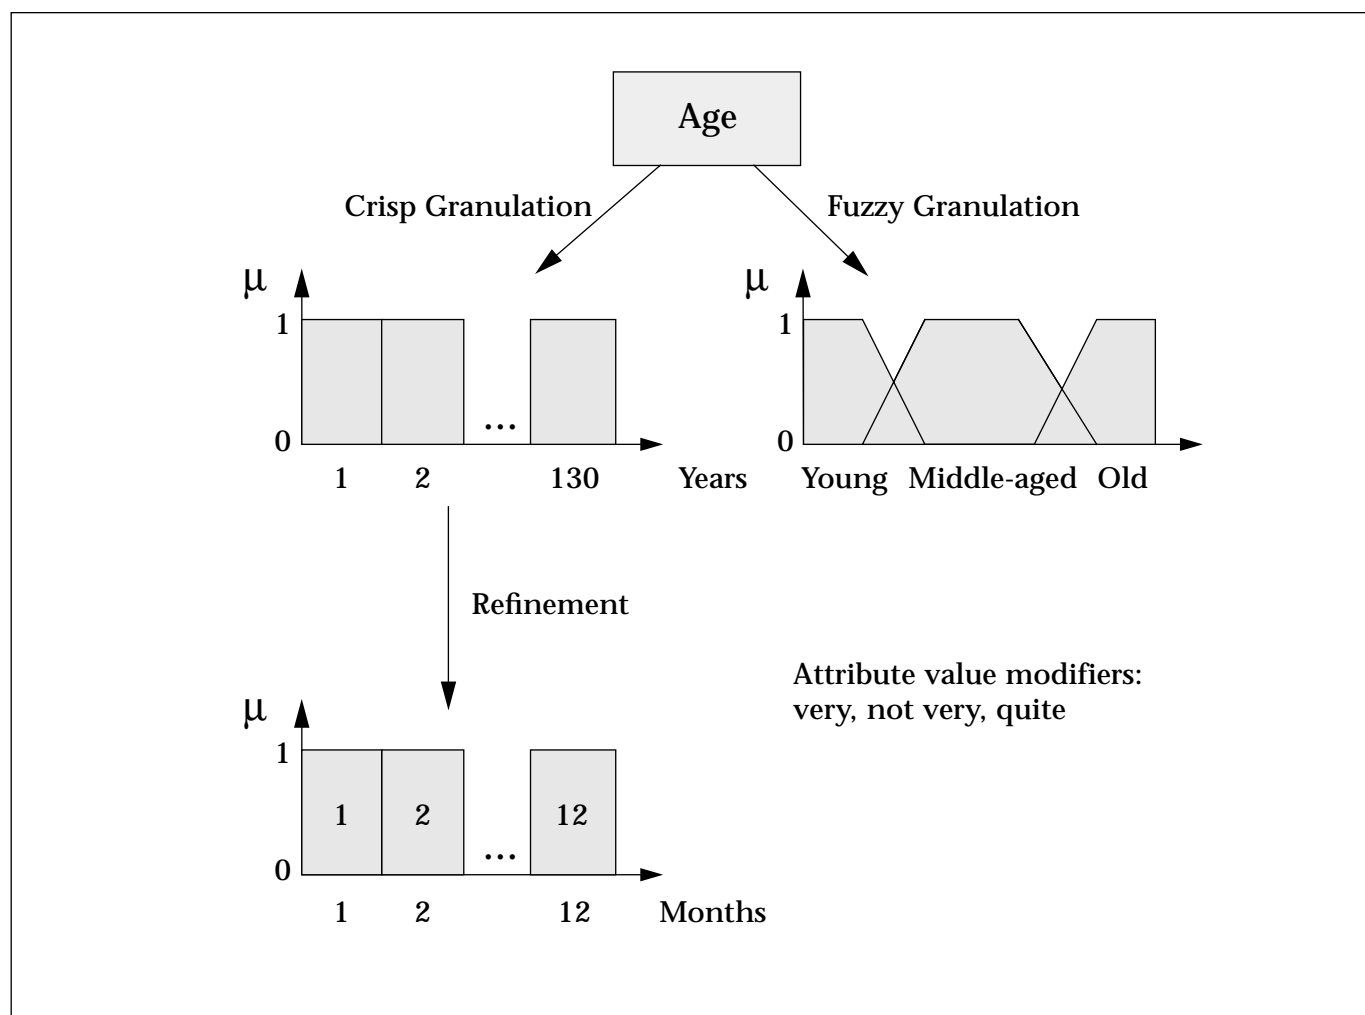 Age
Crisp Granulation
Fuzzy Granulation
μ
1
0
1 2 ... 130 Years
μ
1
0
Young Middle-aged Old
Refinement
Attribute value modifiers:
very, not very, quite
μ
1
0
1 2 ... 12
1 2 12 Months